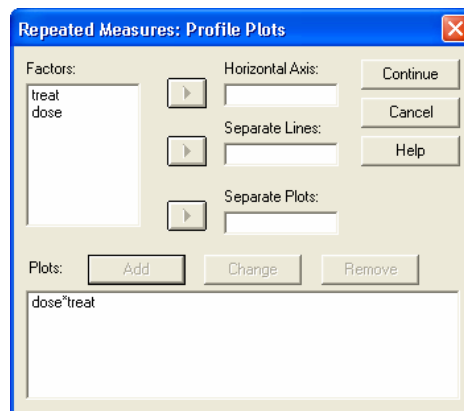 Repeated Measures: Profile Plots
Factors:
treat
dose
Horizontal Axis:
Separate Lines:
Separate Plots:
Continue
Cancel
Help
Plots:
Add
Change
Remove
dose*treat